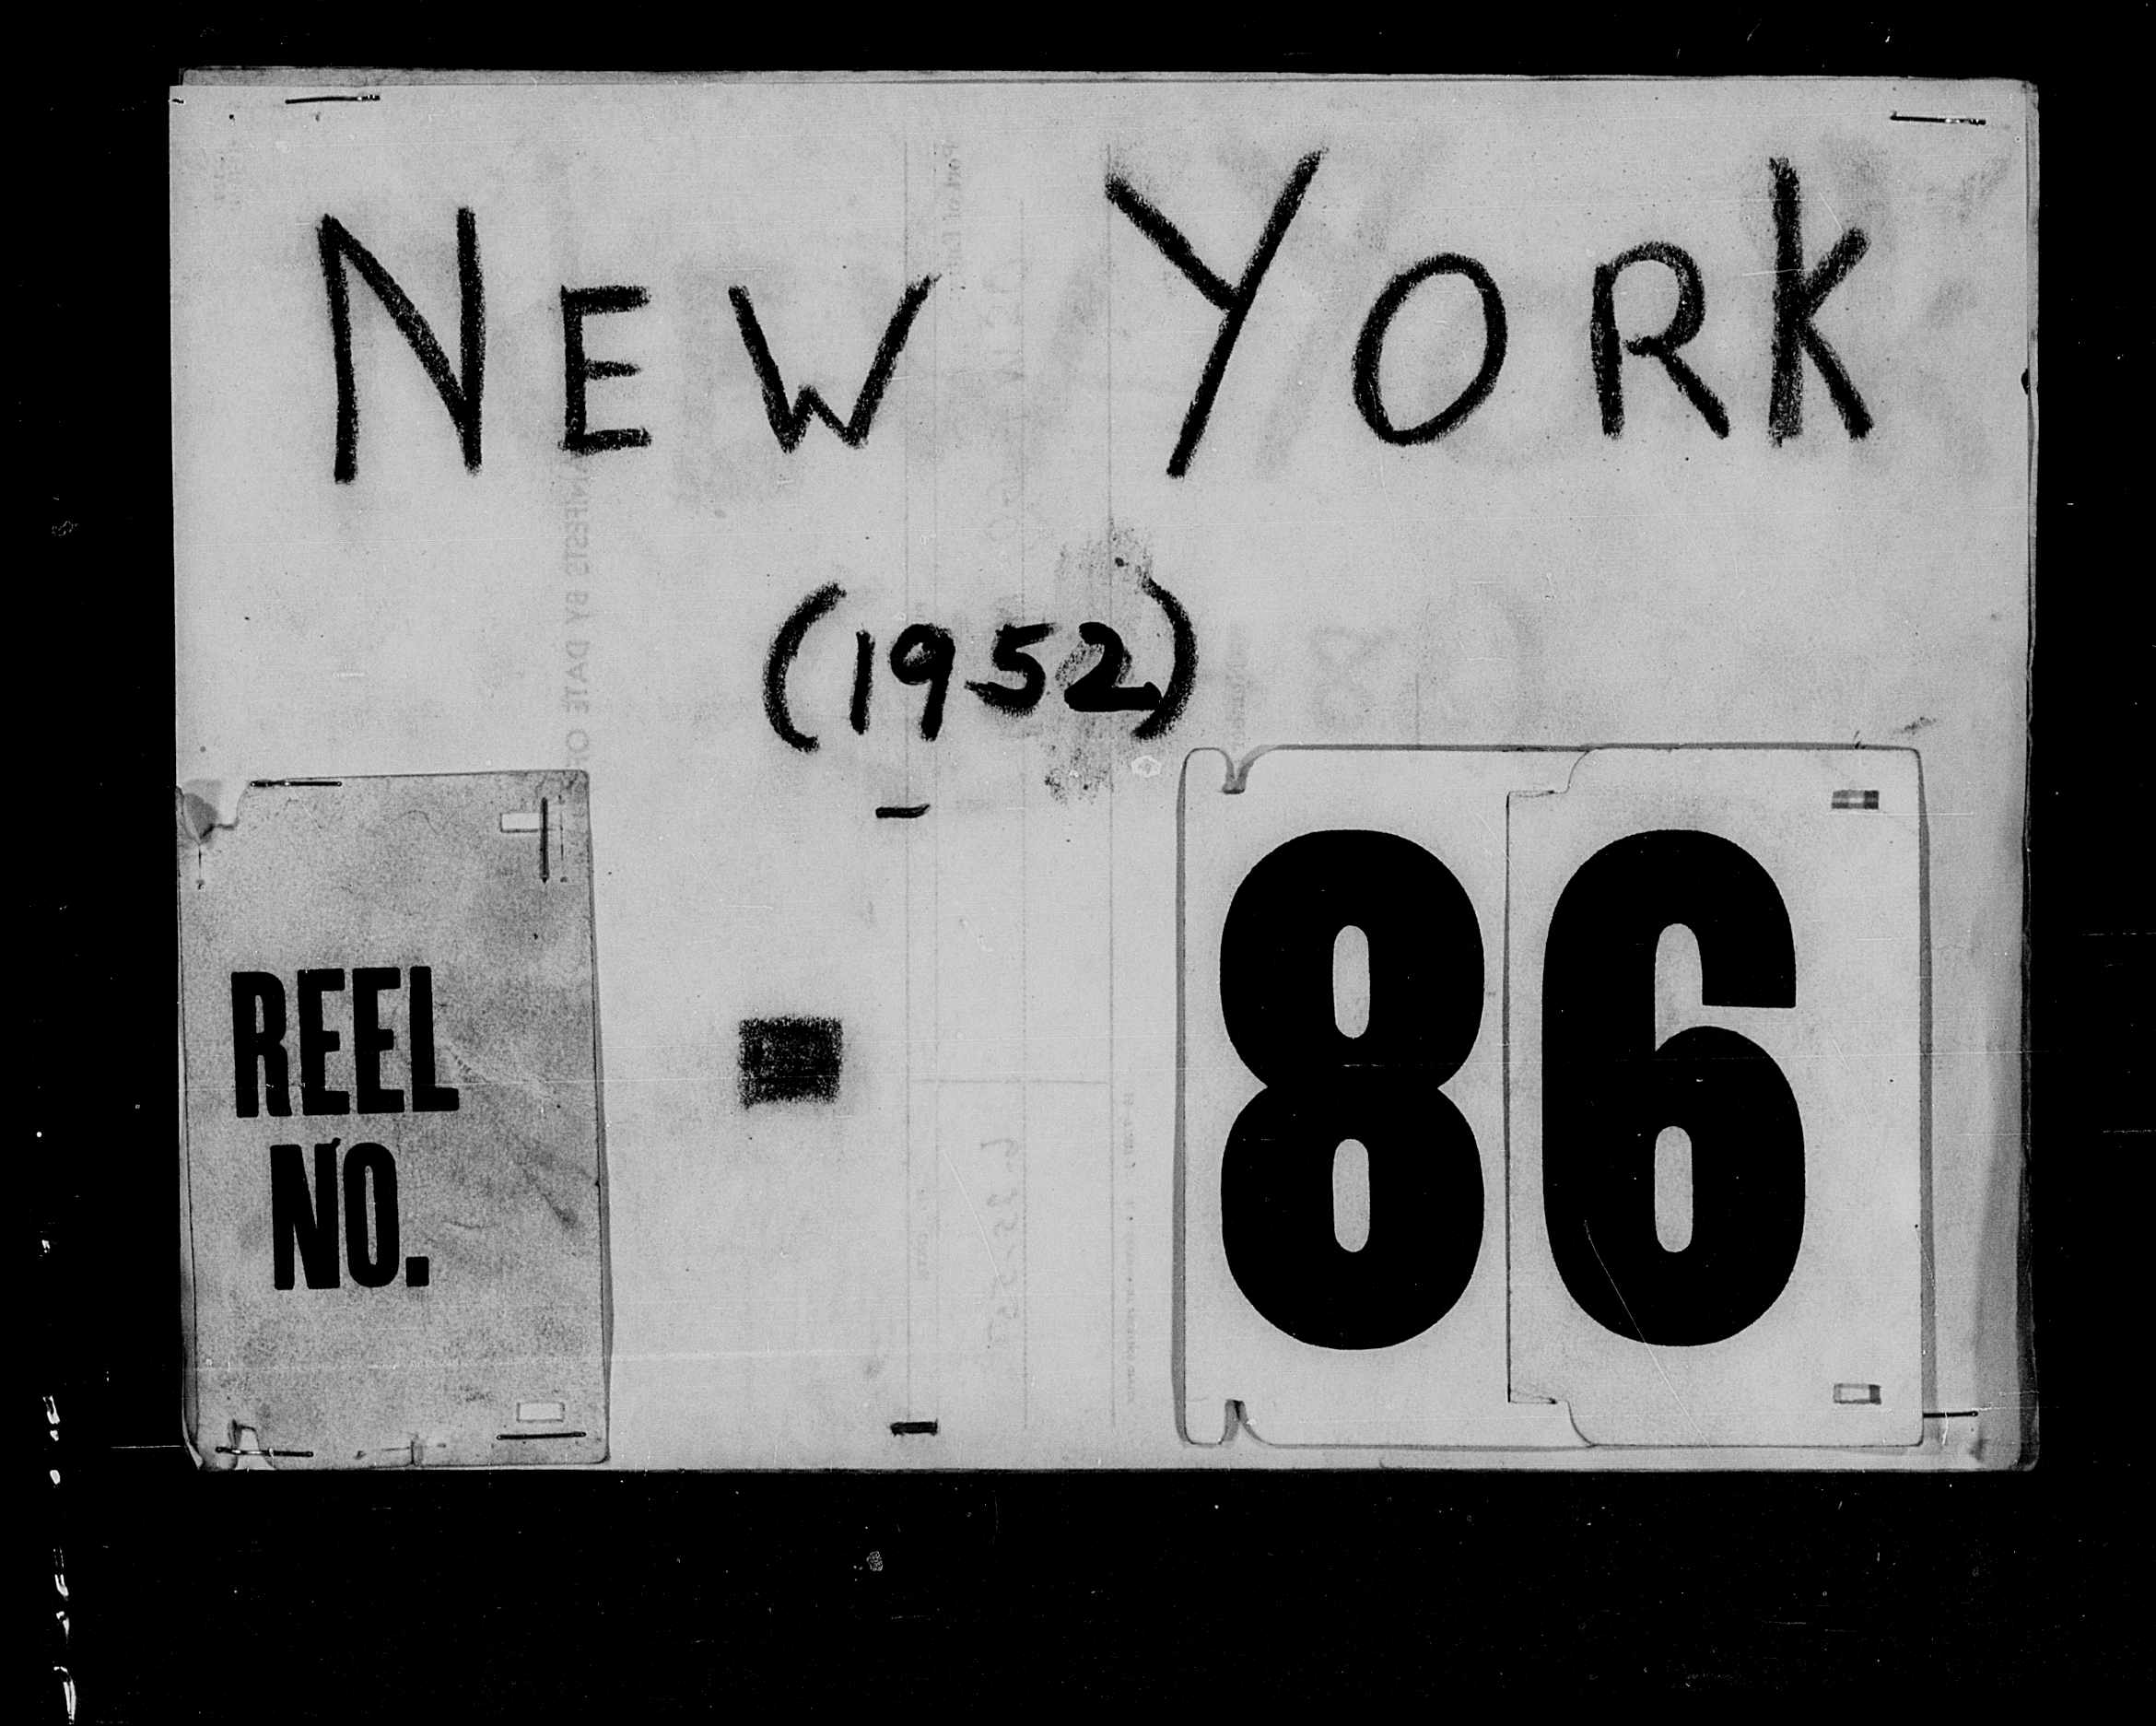 NEW YORK
(1952)
REEL
NO.
86